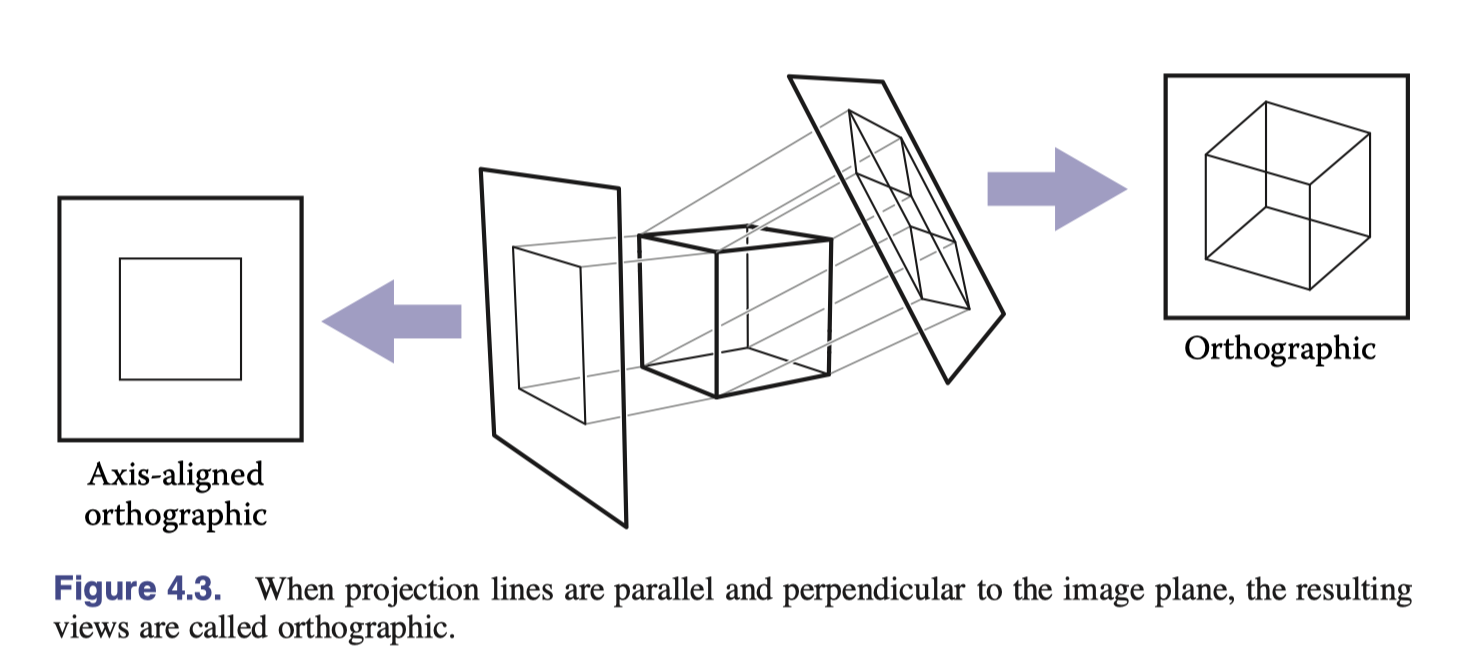 Axis-aligned
orthographic
Orthographic
Figure 4.3. When projection lines are parallel and perpendicular to the image plane, the resulting
views are called orthographic.